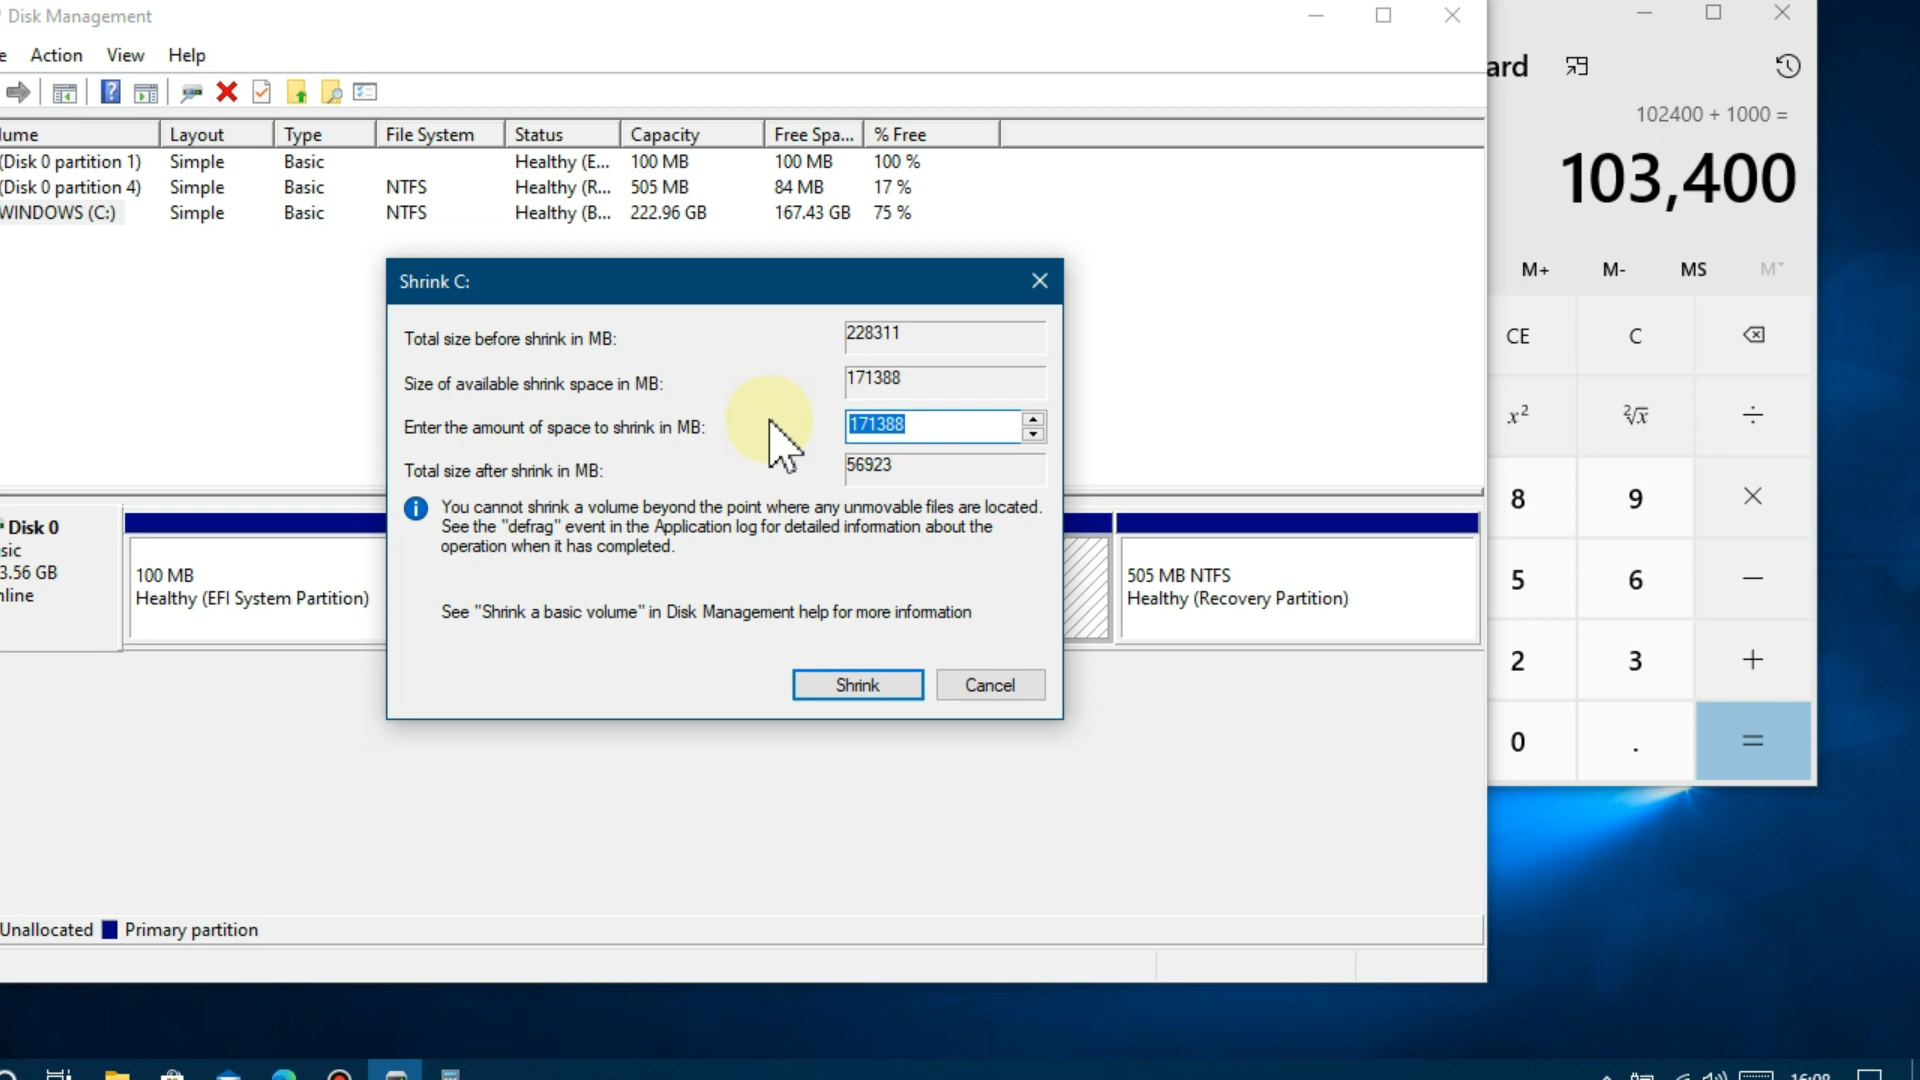 Disk Management
Action View Help
Layout Type File System Status Capacity Free Spa... % Free
(Disk 0 partition 1) Simple Basic Healthy (E... 100 MB 100 MB 100 %
(Disk 0 partition 4) Simple Basic NTFS Healthy (R... 505 MB 84 MB 17 %
WINDOWS (C:) Simple Basic NTFS Healthy (B... 222.96 GB 167.43 GB 75 %
Shrink C:
Total size before shrink in MB: 228311
Size of available shrink space in MB: 171388
Enter the amount of space to shrink in MB: 171388
Total size after shrink in MB: 56923
You cannot shrink a volume beyond the point where any unmovable files are located.
See the "defrag" event in the Application log for detailed information about the
operation when it has completed.
See "Shrink a basic volume" in Disk Management help for more information
Shrink Cancel
Disk 0
sic
3.56 GB
nline
100 MB
Healthy (EFI System Partition)
505 MB NTFS
Healthy (Recovery Partition)
Unallocated Primary partition
ard
102400 + 1000 =
103,400
M+ M- MS M˅
CE C
x² ²√x ÷
8 9 ×
5 6 −
2 3 +
0 . =
16:08